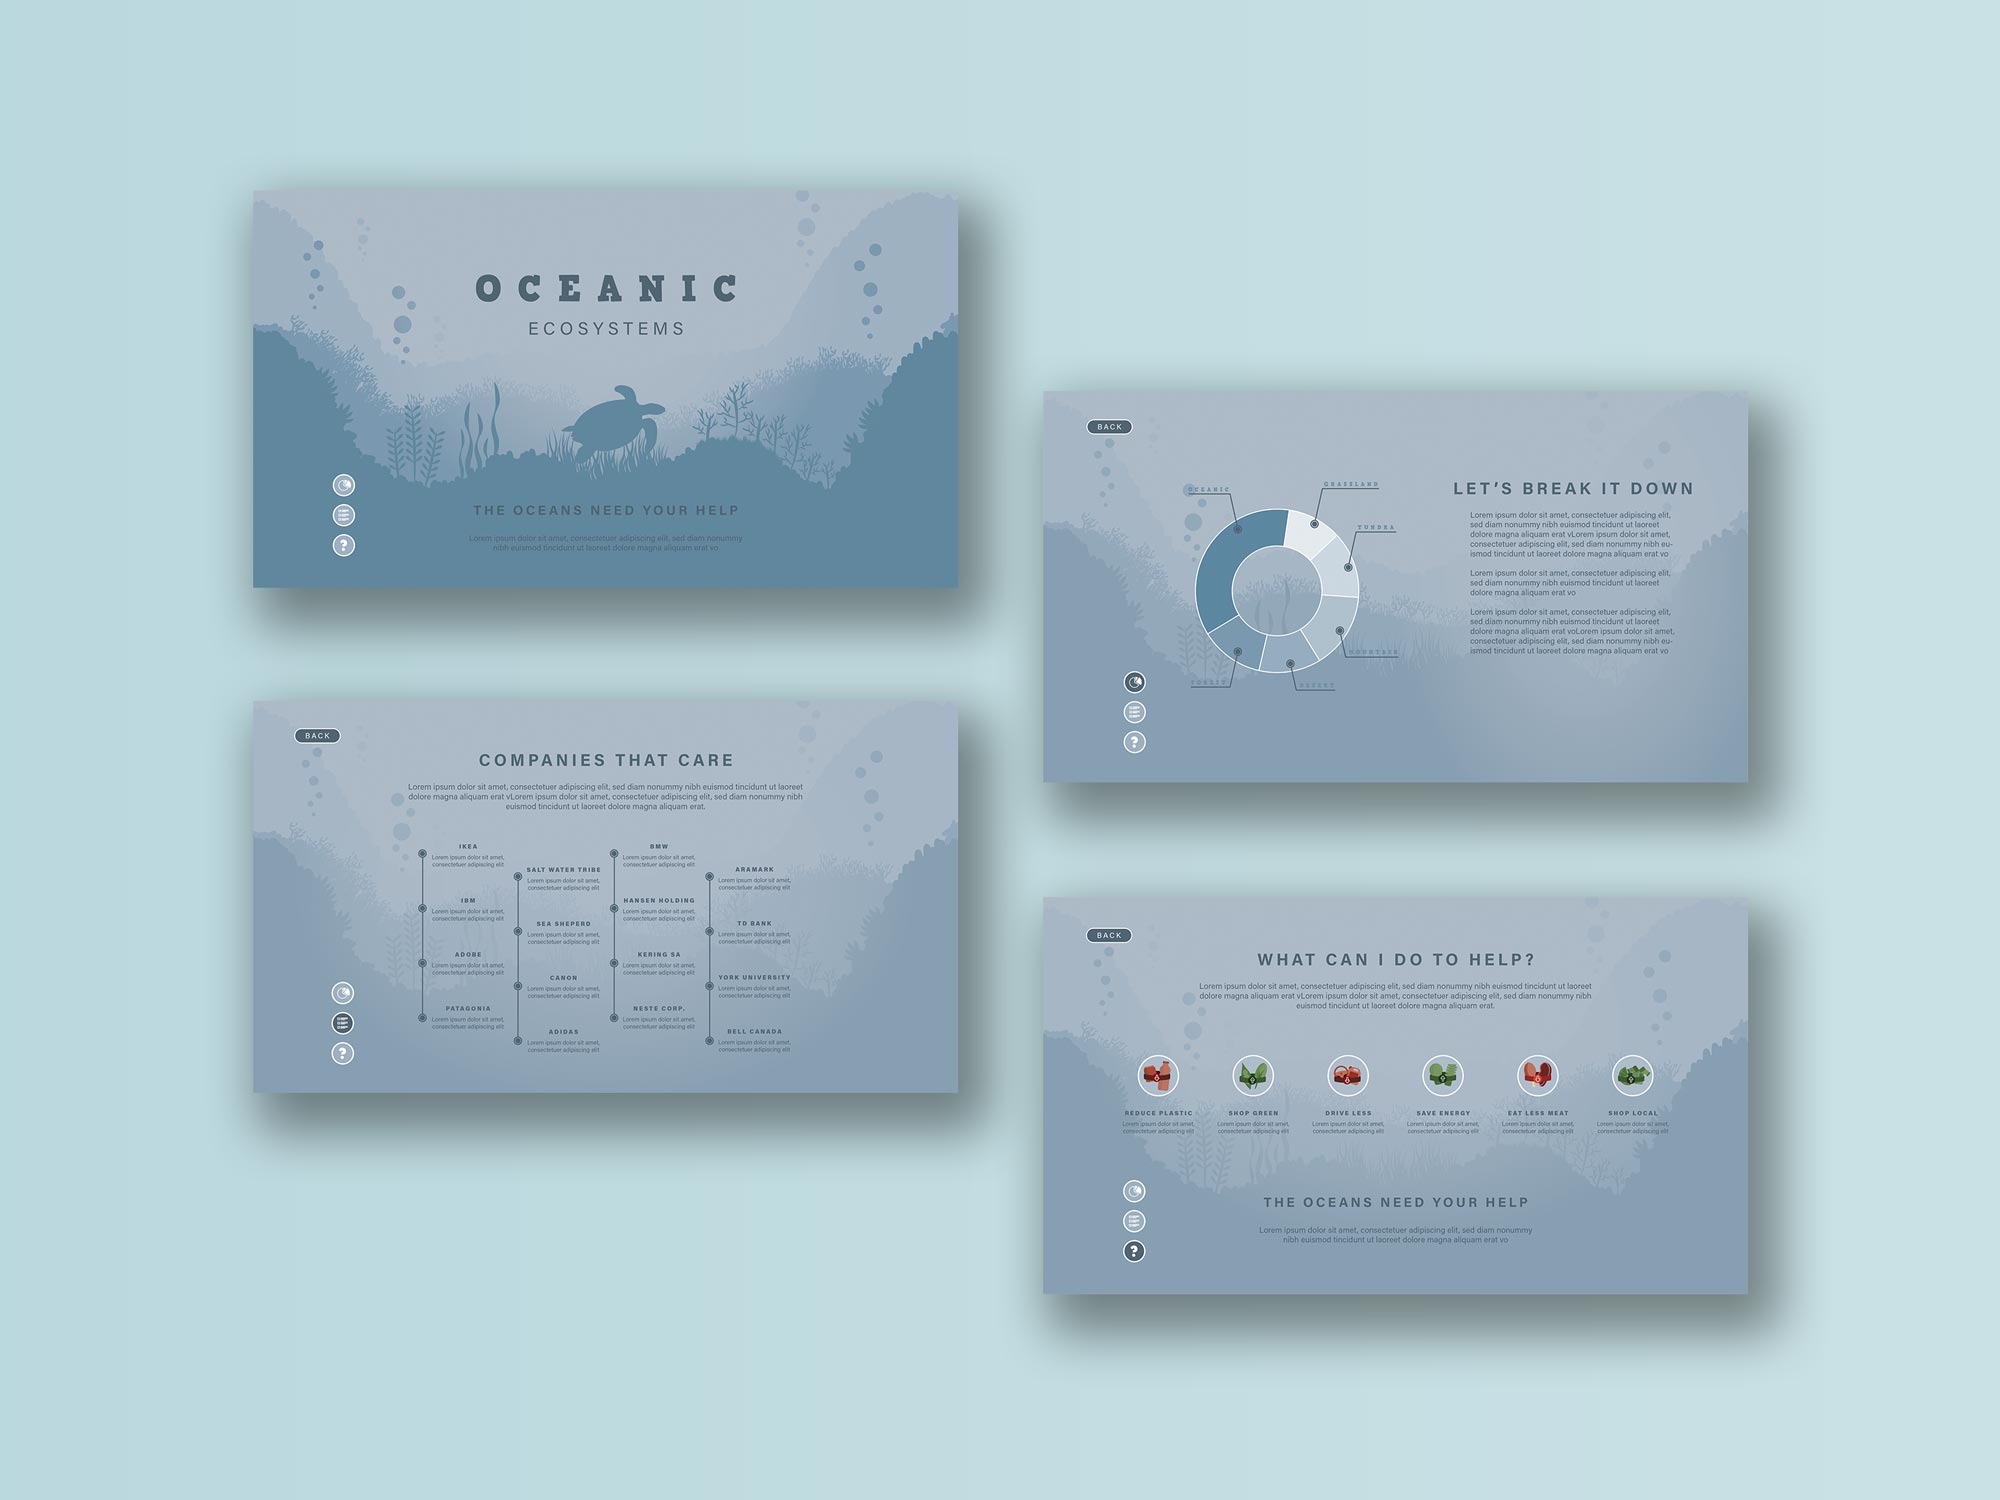 OCEANIC
ECOSYSTEMS
?
THE OCEANS NEED YOUR HELP
Lorem ipsum dolor sit amet, consectetuer adipiscing elit, sed diam nonummy
nibh euismod tincidunt ut laoreet dolore magna aliquam erat vo
BACK
OCEANIC
GRASSLAND
TUNDRA
MOUNTAIN
DESERT
FOREST
LET'S BREAK IT DOWN
Lorem ipsum dolor sit amet, consectetuer adipiscing elit,
sed diam nonummy nibh euismod tincidunt ut laoreet
dolore magna aliquam erat vLorem ipsum dolor sit amet,
consectetuer adipiscing elit, sed diam nonummy nibh eu-
ismod tincidunt ut laoreet dolore magna aliquam erat vo
Lorem ipsum dolor sit amet, consectetuer adipiscing elit,
sed diam nonummy nibh euismod tincidunt ut laoreet
dolore magna aliquam erat vo
Lorem ipsum dolor sit amet, consectetuer adipiscing elit,
sed diam nonummy nibh euismod tincidunt ut laoreet
dolore magna aliquam erat voLorem ipsum dolor sit amet,
consectetuer adipiscing elit, sed diam nonummy nibh eu-
ismod tincidunt ut laoreet dolore magna aliquam erat vo
?
BACK
COMPANIES THAT CARE
Lorem ipsum dolor sit amet, consectetuer adipiscing elit, sed diam nonummy nibh euismod tincidunt ut laoreet
dolore magna aliquam erat vLorem ipsum dolor sit amet, consectetuer adipiscing elit, sed diam nonummy nibh
euismod tincidunt ut laoreet dolore magna aliquam erat.
IKEA
Lorem ipsum dolor sit amet,
consectetuer adipiscing elit
IBM
Lorem ipsum dolor sit amet,
consectetuer adipiscing elit
ADOBE
Lorem ipsum dolor sit amet,
consectetuer adipiscing elit
PATAGONIA
Lorem ipsum dolor sit amet,
consectetuer adipiscing elit
SALT WATER TRIBE
Lorem ipsum dolor sit amet,
consectetuer adipiscing elit
SEA SHEPERD
Lorem ipsum dolor sit amet,
consectetuer adipiscing elit
CANON
Lorem ipsum dolor sit amet,
consectetuer adipiscing elit
ADIDAS
Lorem ipsum dolor sit amet,
consectetuer adipiscing elit
BMW
Lorem ipsum dolor sit amet,
consectetuer adipiscing elit
HANSEN HOLDING
Lorem ipsum dolor sit amet,
consectetuer adipiscing elit
KERING SA
Lorem ipsum dolor sit amet,
consectetuer adipiscing elit
NESTE CORP.
Lorem ipsum dolor sit amet,
consectetuer adipiscing elit
ARAMARK
Lorem ipsum dolor sit amet,
consectetuer adipiscing elit
TD BANK
Lorem ipsum dolor sit amet,
consectetuer adipiscing elit
YORK UNIVERSITY
Lorem ipsum dolor sit amet,
consectetuer adipiscing elit
BELL CANADA
Lorem ipsum dolor sit amet,
consectetuer adipiscing elit
?
BACK
WHAT CAN I DO TO HELP?
Lorem ipsum dolor sit amet, consectetuer adipiscing elit, sed diam nonummy nibh euismod tincidunt ut laoreet
dolore magna aliquam erat vLorem ipsum dolor sit amet, consectetuer adipiscing elit, sed diam nonummy nibh
euismod tincidunt ut laoreet dolore magna aliquam erat.
REDUCE PLASTIC
Lorem ipsum dolor sit amet,
consectetuer adipiscing elit
SHOP GREEN
Lorem ipsum dolor sit amet,
consectetuer adipiscing elit
DRIVE LESS
Lorem ipsum dolor sit amet,
consectetuer adipiscing elit
SAVE ENERGY
Lorem ipsum dolor sit amet,
consectetuer adipiscing elit
EAT LESS MEAT
Lorem ipsum dolor sit amet,
consectetuer adipiscing elit
SHOP LOCAL
Lorem ipsum dolor sit amet,
consectetuer adipiscing elit
THE OCEANS NEED YOUR HELP
Lorem ipsum dolor sit amet, consectetuer adipiscing elit, sed diam nonummy
nibh euismod tincidunt ut laoreet dolore magna aliquam erat vo
?